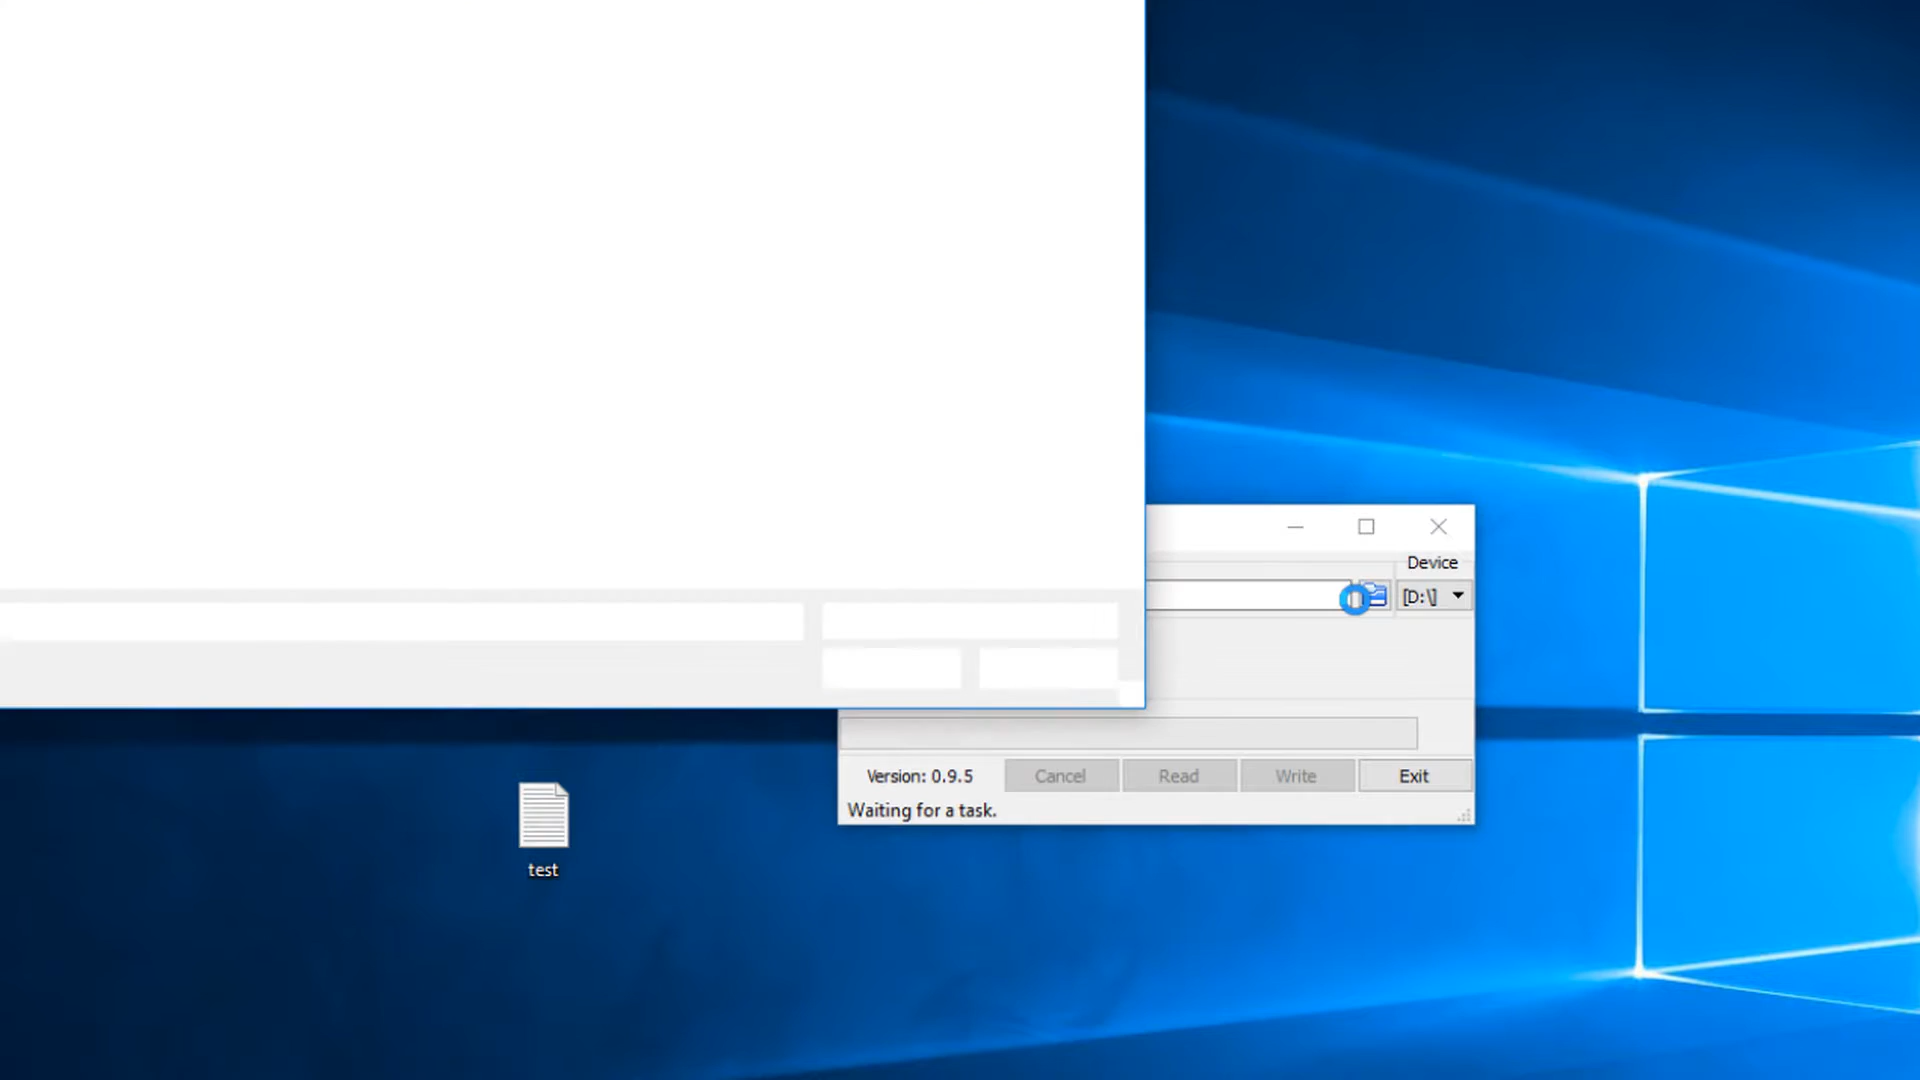 Device
[D:\]
Version: 0.9.5 Cancel Read Write Exit
Waiting for a task.
test